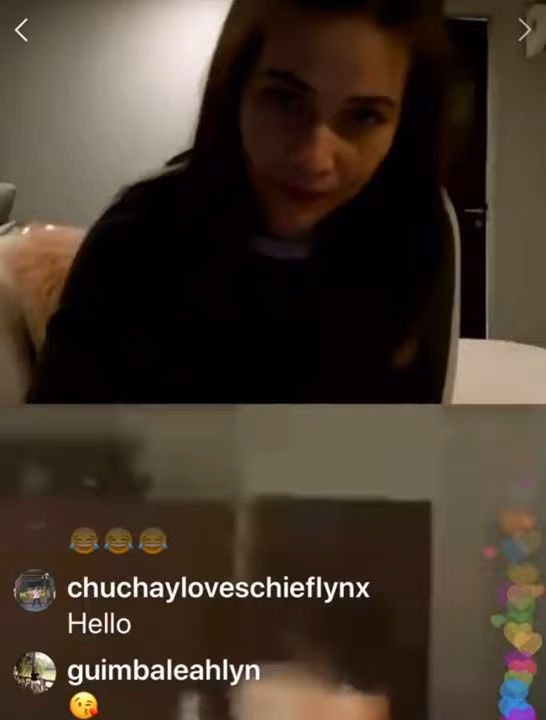 😂😂😂
chuchayloveschieflynx
Hello
guimbaleahlyn
😘